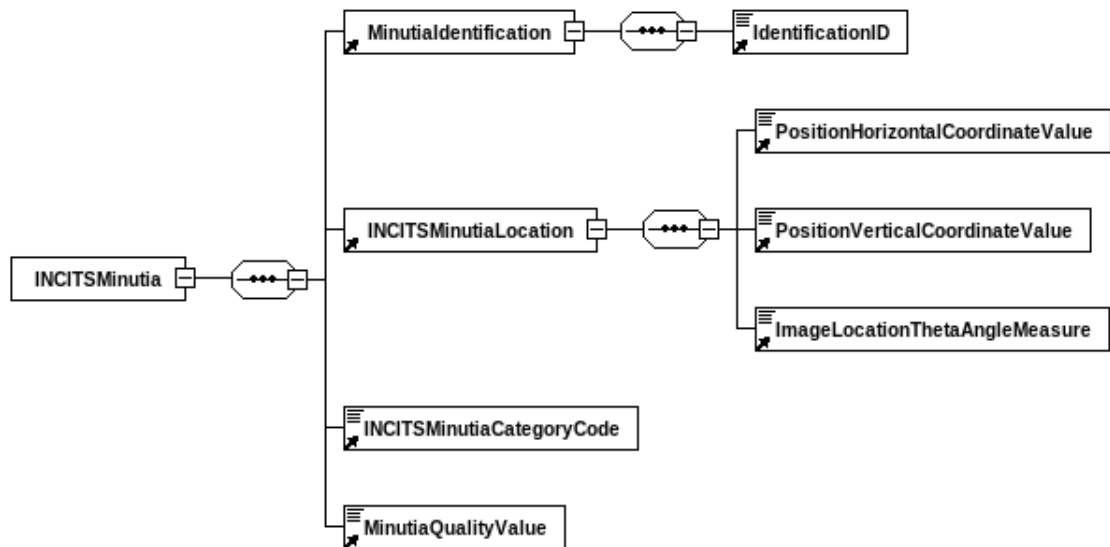 MinutiaIdentification
IdentificationID
PositionHorizontalCoordinateValue
INCITSMinutiaLocation
PositionVerticalCoordinateValue
INCITSMinutia
ImageLocationThetaAngleMeasure
INCITSMinutiaCategoryCode
MinutiaQualityValue